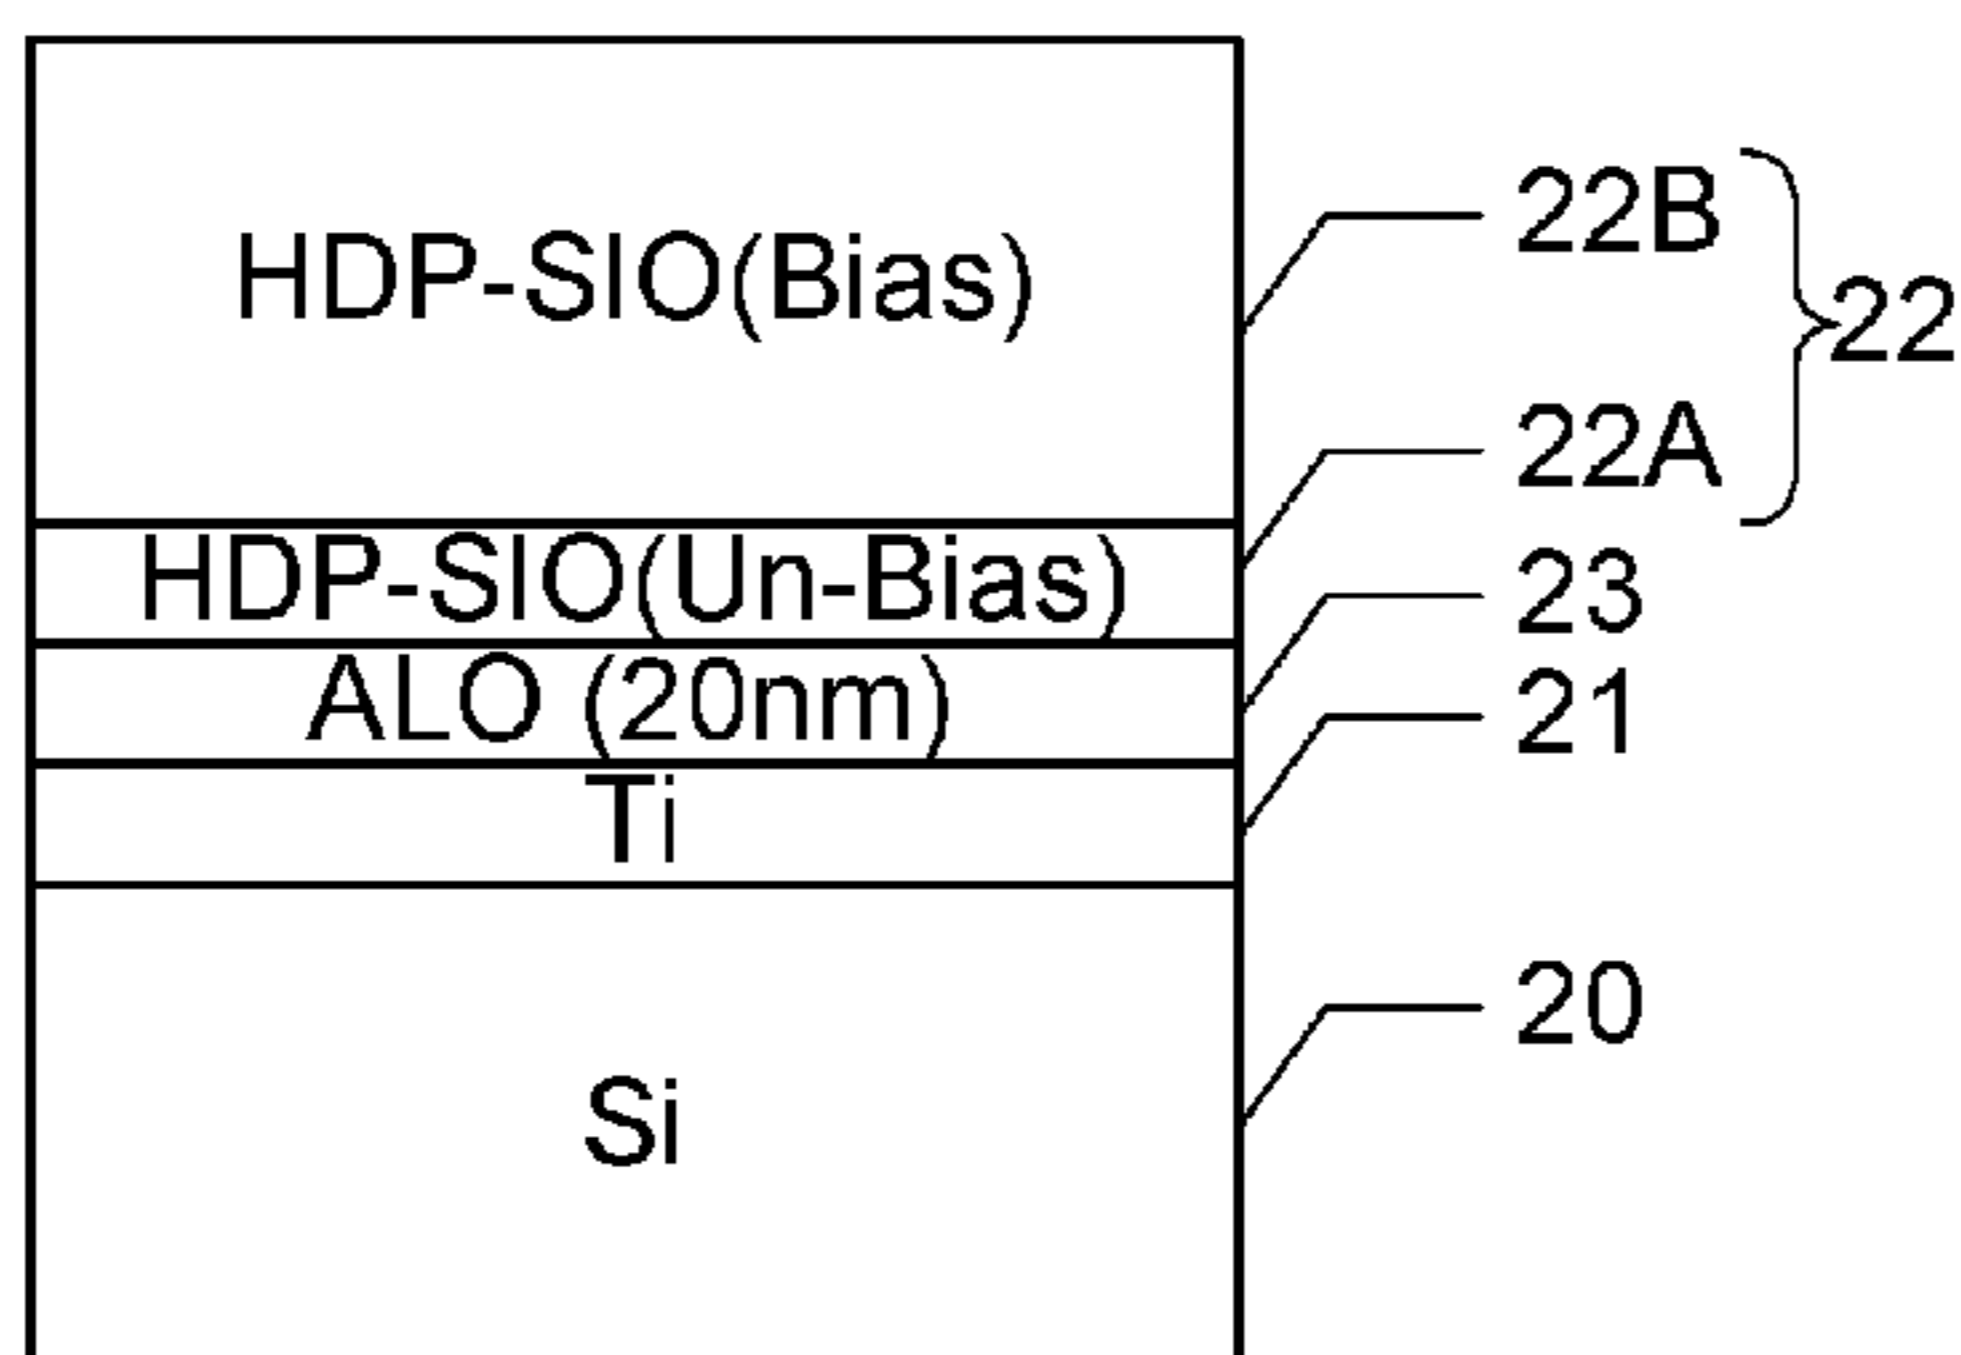 HDP-SIO(Bias)
22B
22
22A
HDP-SIO(Un-Bias)
23
ALO (20nm)
21
Ti
20
Si